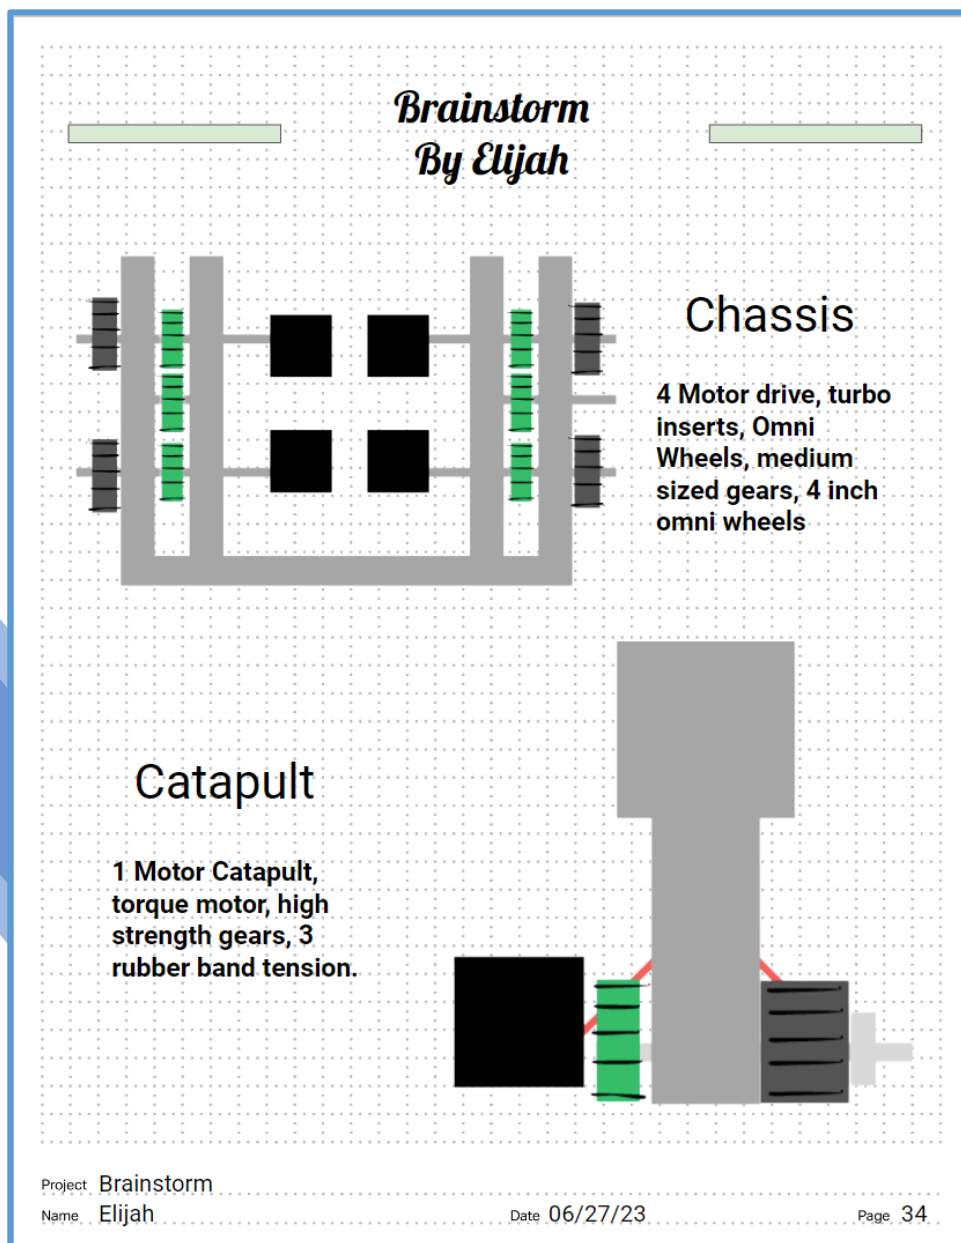 Brainstorm
By Elijah
Chassis
4 Motor drive, turbo
inserts, Omni
Wheels, medium
sized gears, 4 inch
omni wheels
Catapult
1 Motor Catapult,
torque motor, high
strength gears, 3
rubber band tension.
Project Brainstorm
Name Elijah Date 06/27/23 Page 34